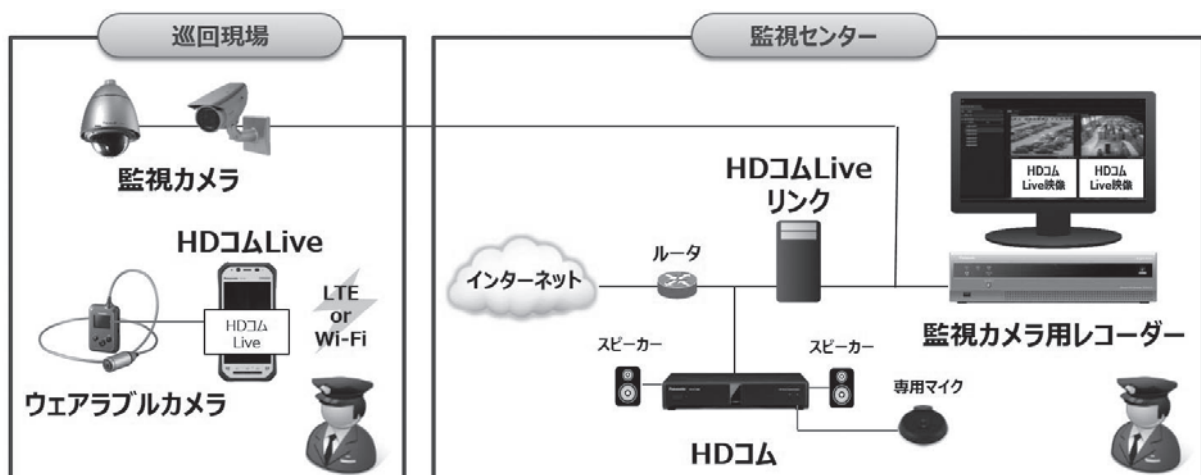 巡回現場
監視カメラ
HDコムLive
HDコム
Live
LTE
or
Wi-Fi
ウェアラブルカメラ
監視センター
HDコムLive
リンク
HDコム
Live映像
HDコム
Live映像
インターネット
ルータ
監視カメラ用レコーダー
スピーカー
スピーカー
専用マイク
HDコム